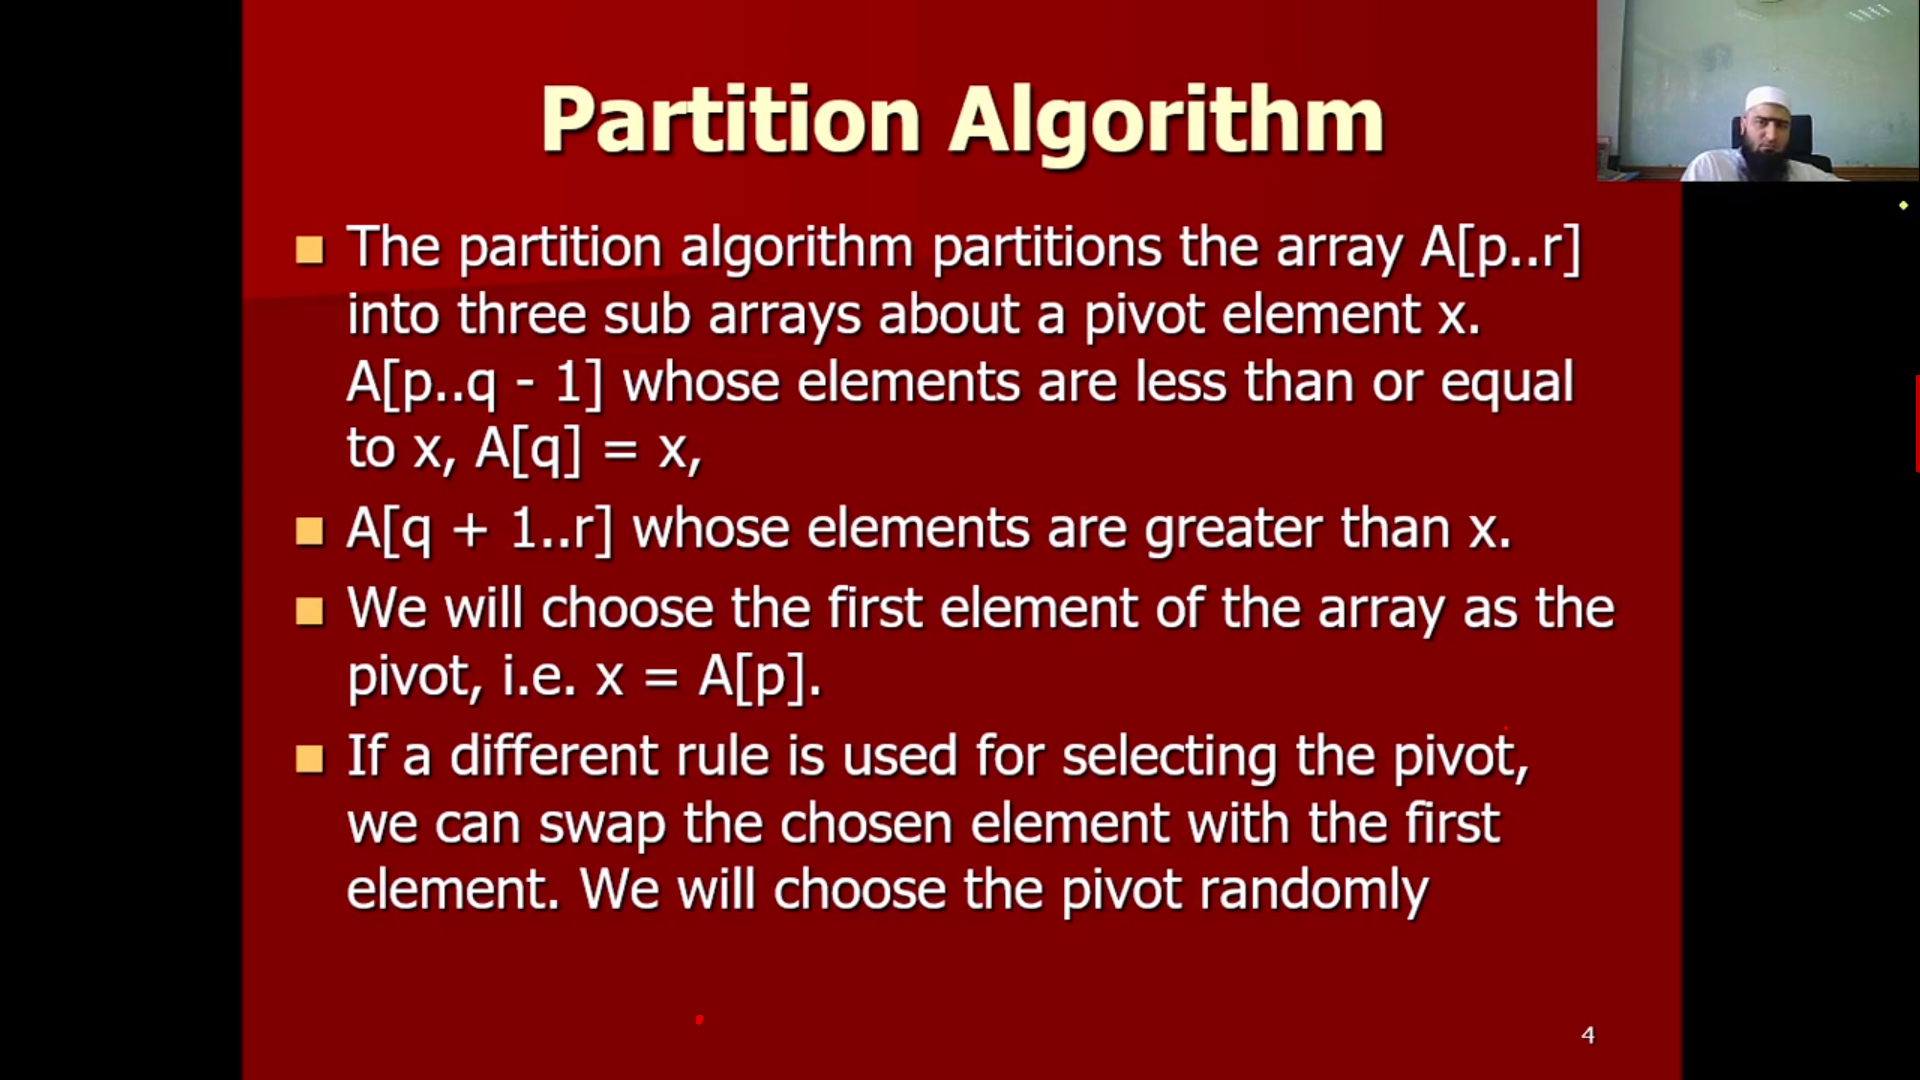 Partition Algorithm
The partition algorithm partitions the array A[p..r]
into three sub arrays about a pivot element x.
A[p..q - 1] whose elements are less than or equal
to x, A[q] = x,
A[q + 1..r] whose elements are greater than x.
We will choose the first element of the array as the
pivot, i.e. x = A[p].
If a different rule is used for selecting the pivot,
we can swap the chosen element with the first
element. We will choose the pivot randomly
4